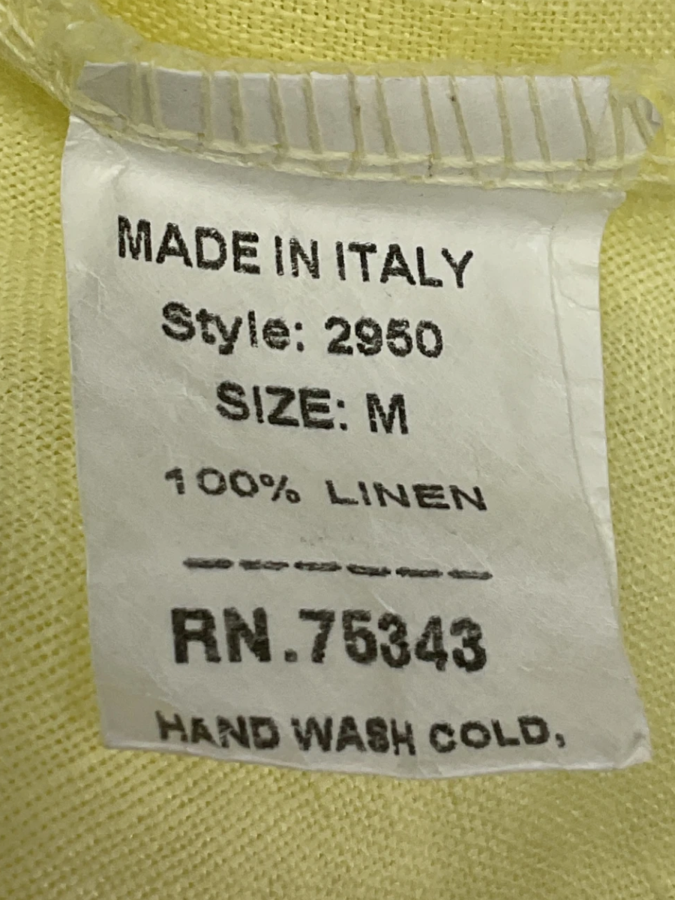 MADE IN ITALY
Style: 2950
SIZE: M
100% LINEN
------
RN.75343
HAND WASH COLD,